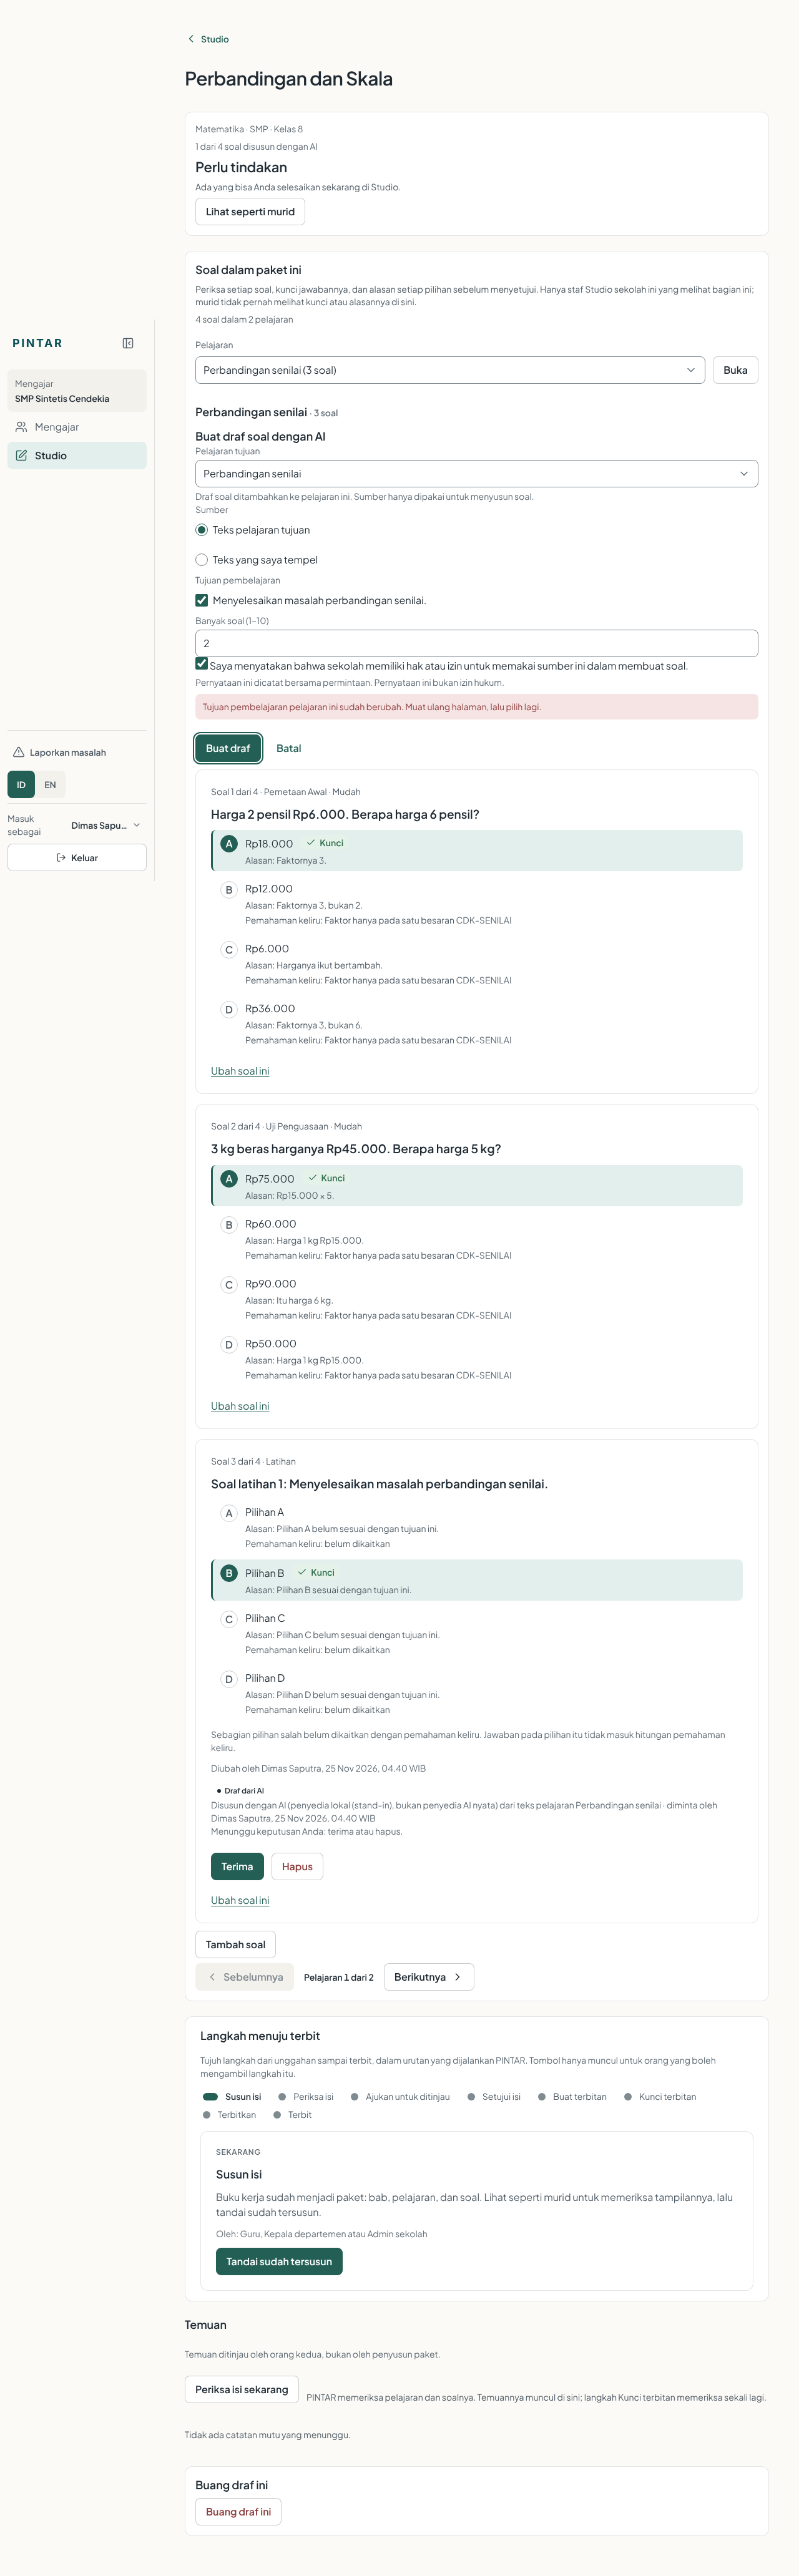 Studio
Perbandingan dan Skala
Matematika · SMP · Kelas 8
1 dari 4 soal disusun dengan AI
Perlu tindakan
Ada yang bisa Anda selesaikan sekarang di Studio.
Lihat seperti murid
Soal dalam paket ini
Periksa setiap soal, kunci jawabannya, dan alasan setiap pilihan sebelum menyetujui. Hanya staf Studio sekolah ini yang melihat bagian ini;
murid tidak pernah melihat kunci atau alasannya di sini.
4 soal dalam 2 pelajaran
Pelajaran
Perbandingan senilai (3 soal)
Buka
Perbandingan senilai · 3 soal
Buat draf soal dengan AI
Pelajaran tujuan
Perbandingan senilai
Draf soal ditambahkan ke pelajaran ini. Sumber hanya dipakai untuk menyusun soal.
Sumber
Teks pelajaran tujuan
Teks yang saya tempel
Tujuan pembelajaran
Menyelesaikan masalah perbandingan senilai.
Banyak soal (1–10)
2
Saya menyatakan bahwa sekolah memiliki hak atau izin untuk memakai sumber ini dalam membuat soal.
Pernyataan ini dicatat bersama permintaan. Pernyataan ini bukan izin hukum.
Tujuan pembelajaran pelajaran ini sudah berubah. Muat ulang halaman, lalu pilih lagi.
Buat draf
Batal
PINTAR
Mengajar
SMP Sintetis Cendekia
Mengajar
Studio
Laporkan masalah
ID
EN
Masuk
sebagai
Dimas Sapu...
Keluar
Soal 1 dari 4 · Pemetaan Awal · Mudah
Harga 2 pensil Rp6.000. Berapa harga 6 pensil?
A Rp18.000 Kunci
Alasan: Faktornya 3.
B Rp12.000
Alasan: Faktornya 3, bukan 2.
Pemahaman keliru: Faktor hanya pada satu besaran CDK-SENILAI
C Rp6.000
Alasan: Harganya ikut bertambah.
Pemahaman keliru: Faktor hanya pada satu besaran CDK-SENILAI
D Rp36.000
Alasan: Faktornya 3, bukan 6.
Pemahaman keliru: Faktor hanya pada satu besaran CDK-SENILAI
Ubah soal ini
Soal 2 dari 4 · Uji Penguasaan · Mudah
3 kg beras harganya Rp45.000. Berapa harga 5 kg?
A Rp75.000 Kunci
Alasan: Rp15.000 × 5.
B Rp60.000
Alasan: Harga 1 kg Rp15.000.
Pemahaman keliru: Faktor hanya pada satu besaran CDK-SENILAI
C Rp90.000
Alasan: Itu harga 6 kg.
Pemahaman keliru: Faktor hanya pada satu besaran CDK-SENILAI
D Rp50.000
Alasan: Harga 1 kg Rp15.000.
Pemahaman keliru: Faktor hanya pada satu besaran CDK-SENILAI
Ubah soal ini
Soal 3 dari 4 · Latihan
Soal latihan 1: Menyelesaikan masalah perbandingan senilai.
A Pilihan A
Alasan: Pilihan A belum sesuai dengan tujuan ini.
Pemahaman keliru: belum dikaitkan
B Pilihan B Kunci
Alasan: Pilihan B sesuai dengan tujuan ini.
C Pilihan C
Alasan: Pilihan C belum sesuai dengan tujuan ini.
Pemahaman keliru: belum dikaitkan
D Pilihan D
Alasan: Pilihan D belum sesuai dengan tujuan ini.
Pemahaman keliru: belum dikaitkan
Sebagian pilihan salah belum dikaitkan dengan pemahaman keliru. Jawaban pada pilihan itu tidak masuk hitungan pemahaman
keliru.
Diubah oleh Dimas Saputra, 25 Nov 2026, 04.40 WIB
Draf dari AI
Disusun dengan AI (penyedia lokal (stand-in), bukan penyedia AI nyata) dari teks pelajaran Perbandingan senilai · diminta oleh
Dimas Saputra, 25 Nov 2026, 04.40 WIB
Menunggu keputusan Anda: terima atau hapus.
Terima
Hapus
Ubah soal ini
Tambah soal
Sebelumnya
Pelajaran 1 dari 2
Berikutnya
Langkah menuju terbit
Tujuh langkah dari unggahan sampai terbit, dalam urutan yang dijalankan PINTAR. Tombol hanya muncul untuk orang yang boleh
mengambil langkah itu.
Susun isi
Periksa isi
Ajukan untuk ditinjau
Setujui isi
Buat terbitan
Kunci terbitan
Terbitkan
Terbit
SEKARANG
Susun isi
Buku kerja sudah menjadi paket: bab, pelajaran, dan soal. Lihat seperti murid untuk memeriksa tampilannya, lalu
tandai sudah tersusun.
Oleh: Guru, Kepala departemen atau Admin sekolah
Tandai sudah tersusun
Temuan
Temuan ditinjau oleh orang kedua, bukan oleh penyusun paket.
Periksa isi sekarang
PINTAR memeriksa pelajaran dan soalnya. Temuannya muncul di sini; langkah Kunci terbitan memeriksa sekali lagi.
Tidak ada catatan mutu yang menunggu.
Buang draf ini
Buang draf ini